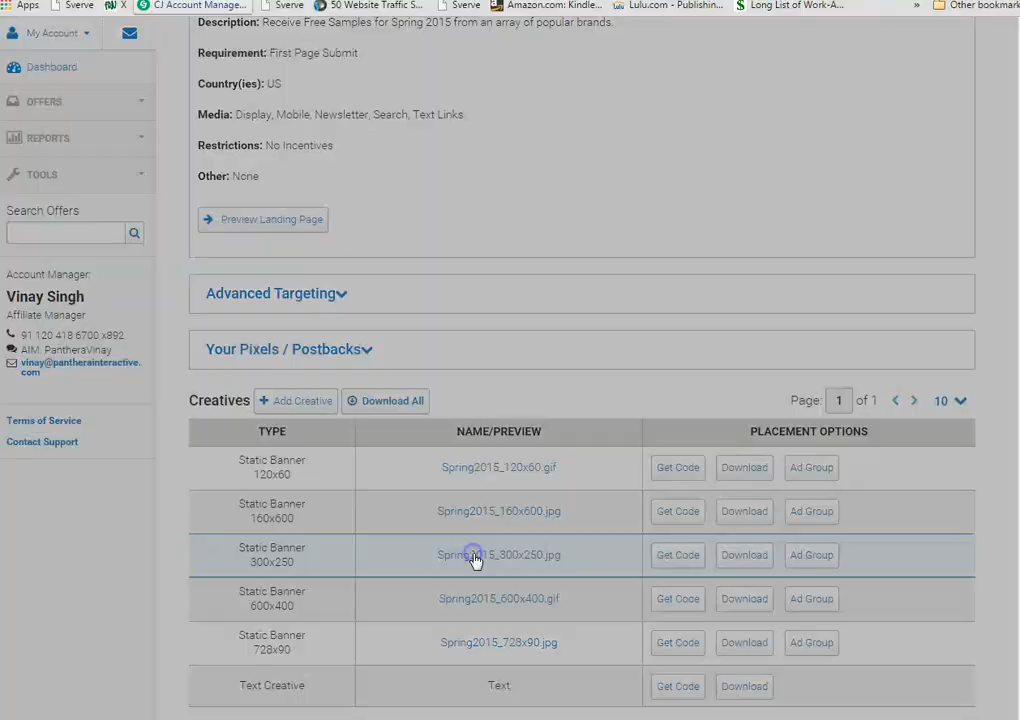 Apps Sverve X CJ Account Manage... Sverve 50 Website Traffic S... Sverve Amazon.com: Kindle... Lulu.com - Publishin... $ Long List of Work-A... » Other bookmark
My Account
Dashboard
OFFERS
REPORTS
TOOLS
Search Offers
Account Manager:
Vinay Singh
Affiliate Manager
91 120 418 6700 x892
AIM: PantheraVinay
vinay@pantherainteractive.
com
Terms of Service
Contact Support
Description: Receive Free Samples for Spring 2015 from an array of popular brands.
Requirement: First Page Submit
Country(ies): US
Media: Display, Mobile, Newsletter, Search, Text Links
Restrictions: No Incentives
Other: None
Preview Landing Page
Advanced Targeting
Your Pixels / Postbacks
Creatives + Add Creative Download All Page: 1 of 1 < > 10
TYPE NAME/PREVIEW PLACEMENT OPTIONS
Static Banner
120x60 Spring2015_120x60.gif Get Code Download Ad Group
Static Banner
160x600 Spring2015_160x600.jpg Get Code Download Ad Group
Static Banner
300x250 Spring2015_300x250.jpg Get Code Download Ad Group
Static Banner
600x400 Spring2015_600x400.gif Get Code Download Ad Group
Static Banner
728x90 Spring2015_728x90.jpg Get Code Download Ad Group
Text Creative Text Get Code Download